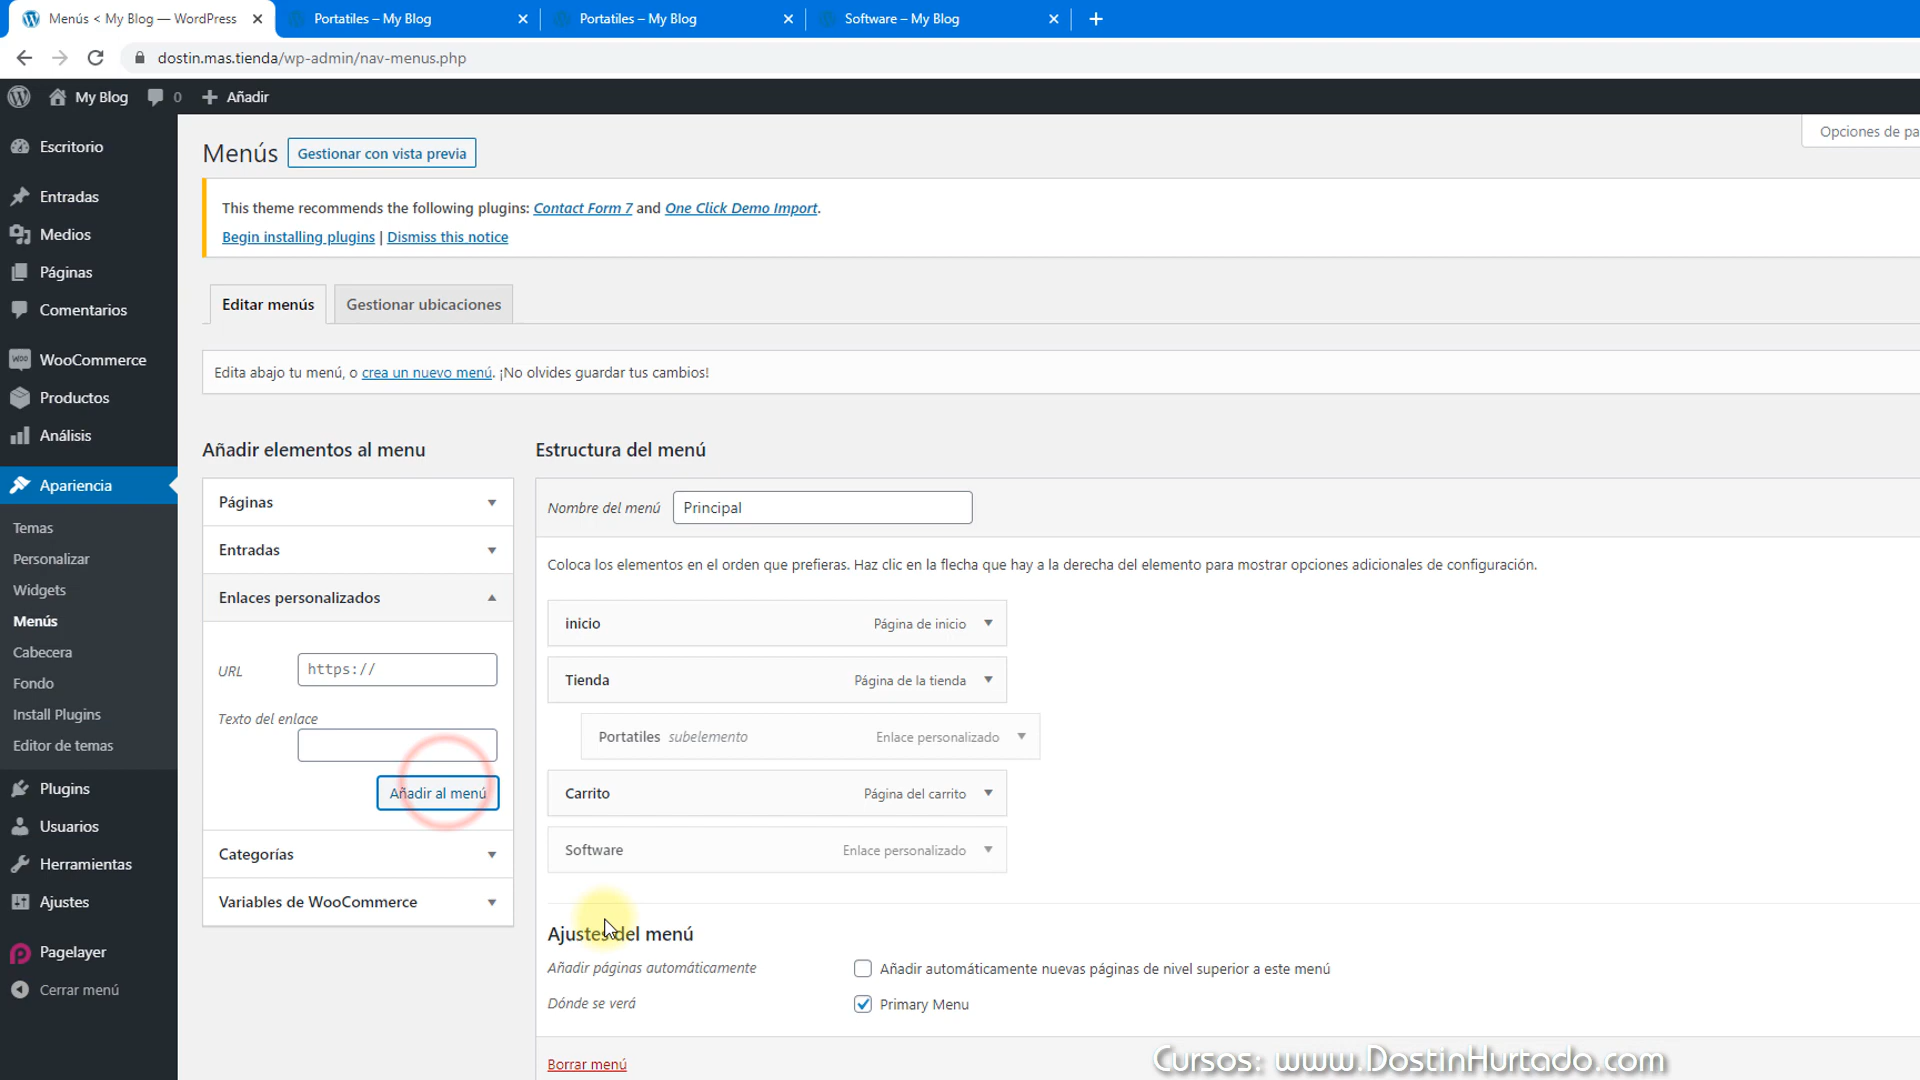 Menús < My Blog — WordPress
Portatiles – My Blog
Portatiles – My Blog
Software – My Blog
dostin.mas.tienda/wp-admin/nav-menus.php
My Blog
0
Añadir
Opciones de pa
Escritorio
Entradas
Medios
Páginas
Comentarios
WooCommerce
Productos
Análisis
Apariencia
Temas
Personalizar
Widgets
Menús
Cabecera
Fondo
Install Plugins
Editor de temas
Plugins
Usuarios
Herramientas
Ajustes
Pagelayer
Cerrar menú
Menús
Gestionar con vista previa
This theme recommends the following plugins: Contact Form 7 and One Click Demo Import.
Begin installing plugins | Dismiss this notice
Editar menús
Gestionar ubicaciones
Edita abajo tu menú, o crea un nuevo menú. ¡No olvides guardar tus cambios!
Añadir elementos al menu
Páginas
Entradas
Enlaces personalizados
URL
https://
Texto del enlace
Añadir al menú
Categorías
Variables de WooCommerce
Estructura del menú
Nombre del menú
Principal
Coloca los elementos en el orden que prefieras. Haz clic en la flecha que hay a la derecha del elemento para mostrar opciones adicionales de configuración.
inicio Página de inicio
Tienda Página de la tienda
Portatiles subelemento Enlace personalizado
Carrito Página del carrito
Software Enlace personalizado
Ajustes del menú
Añadir páginas automáticamente
Añadir automáticamente nuevas páginas de nivel superior a este menú
Dónde se verá
Primary Menu
Borrar menú
Cursos: www.DostinHurtado.com